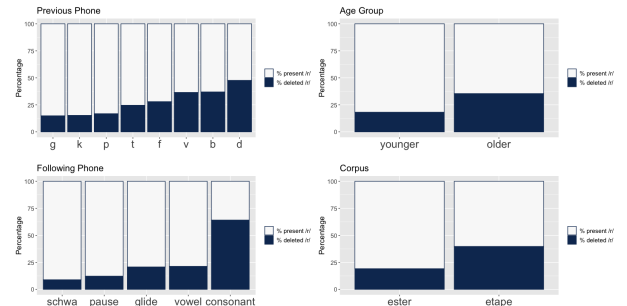 Previous Phone
Percentage
100
75
50
25
0
g k p t f v b d
% present /r/
% deleted /r/
Age Group
Percentage
100
75
50
25
0
younger older
% present /r/
% deleted /r/
Following Phone
Percentage
100
75
50
25
0
schwa pause glide vowel consonant
% present /r/
% deleted /r/
Corpus
Percentage
100
75
50
25
0
ester etape
% present /r/
% deleted /r/